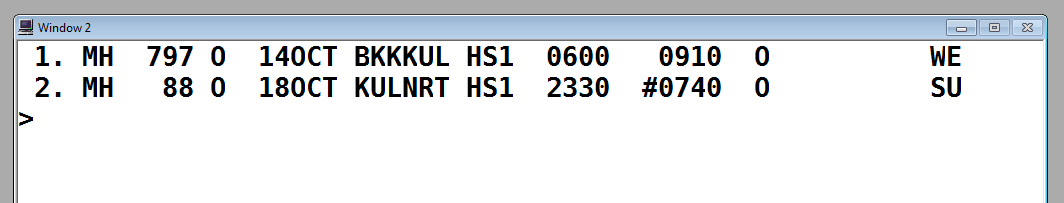 Window 2
1. MH  797 O  14OCT BKKKUL HS1  0600   0910  O          WE
2. MH   88 O  18OCT KULNRT HS1  2330  #0740  O          SU
>